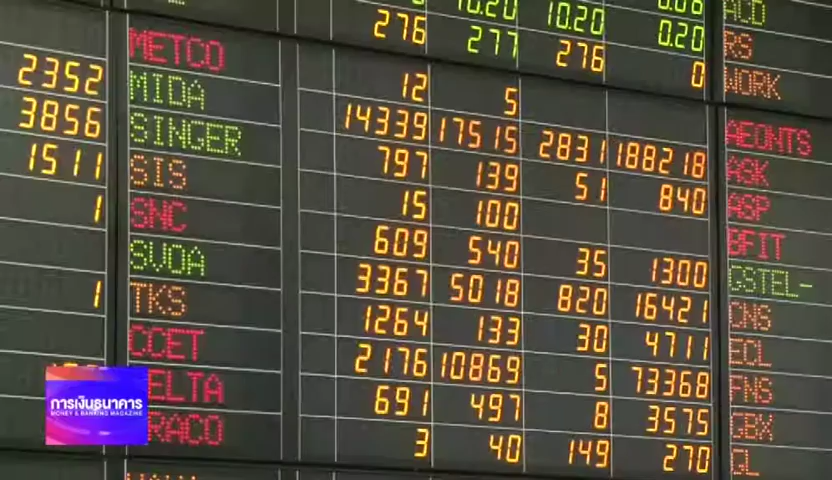 276 10.20 10.20 0.08 ACD
277 276 0.20 RS
METCO 0 WORK
2352 MIDA 12 5
3856 SINGER 14339 17515 2831 188218 AEONTS
1511 SIS 797 139 51 840 ASK
1 SNC 15 100 ASP
SVOA 609 540 35 1300 BFIT
1 TKS 3367 5018 820 16421 GSTEL-
CCET 1264 133 30 4711 CNS
2176 10869 5 73368 ECL
691 497 8 3575 FNS
3 40 149 270 GBX
GL
การเงินธนาคาร
MONEY & BANKING MAGAZINE